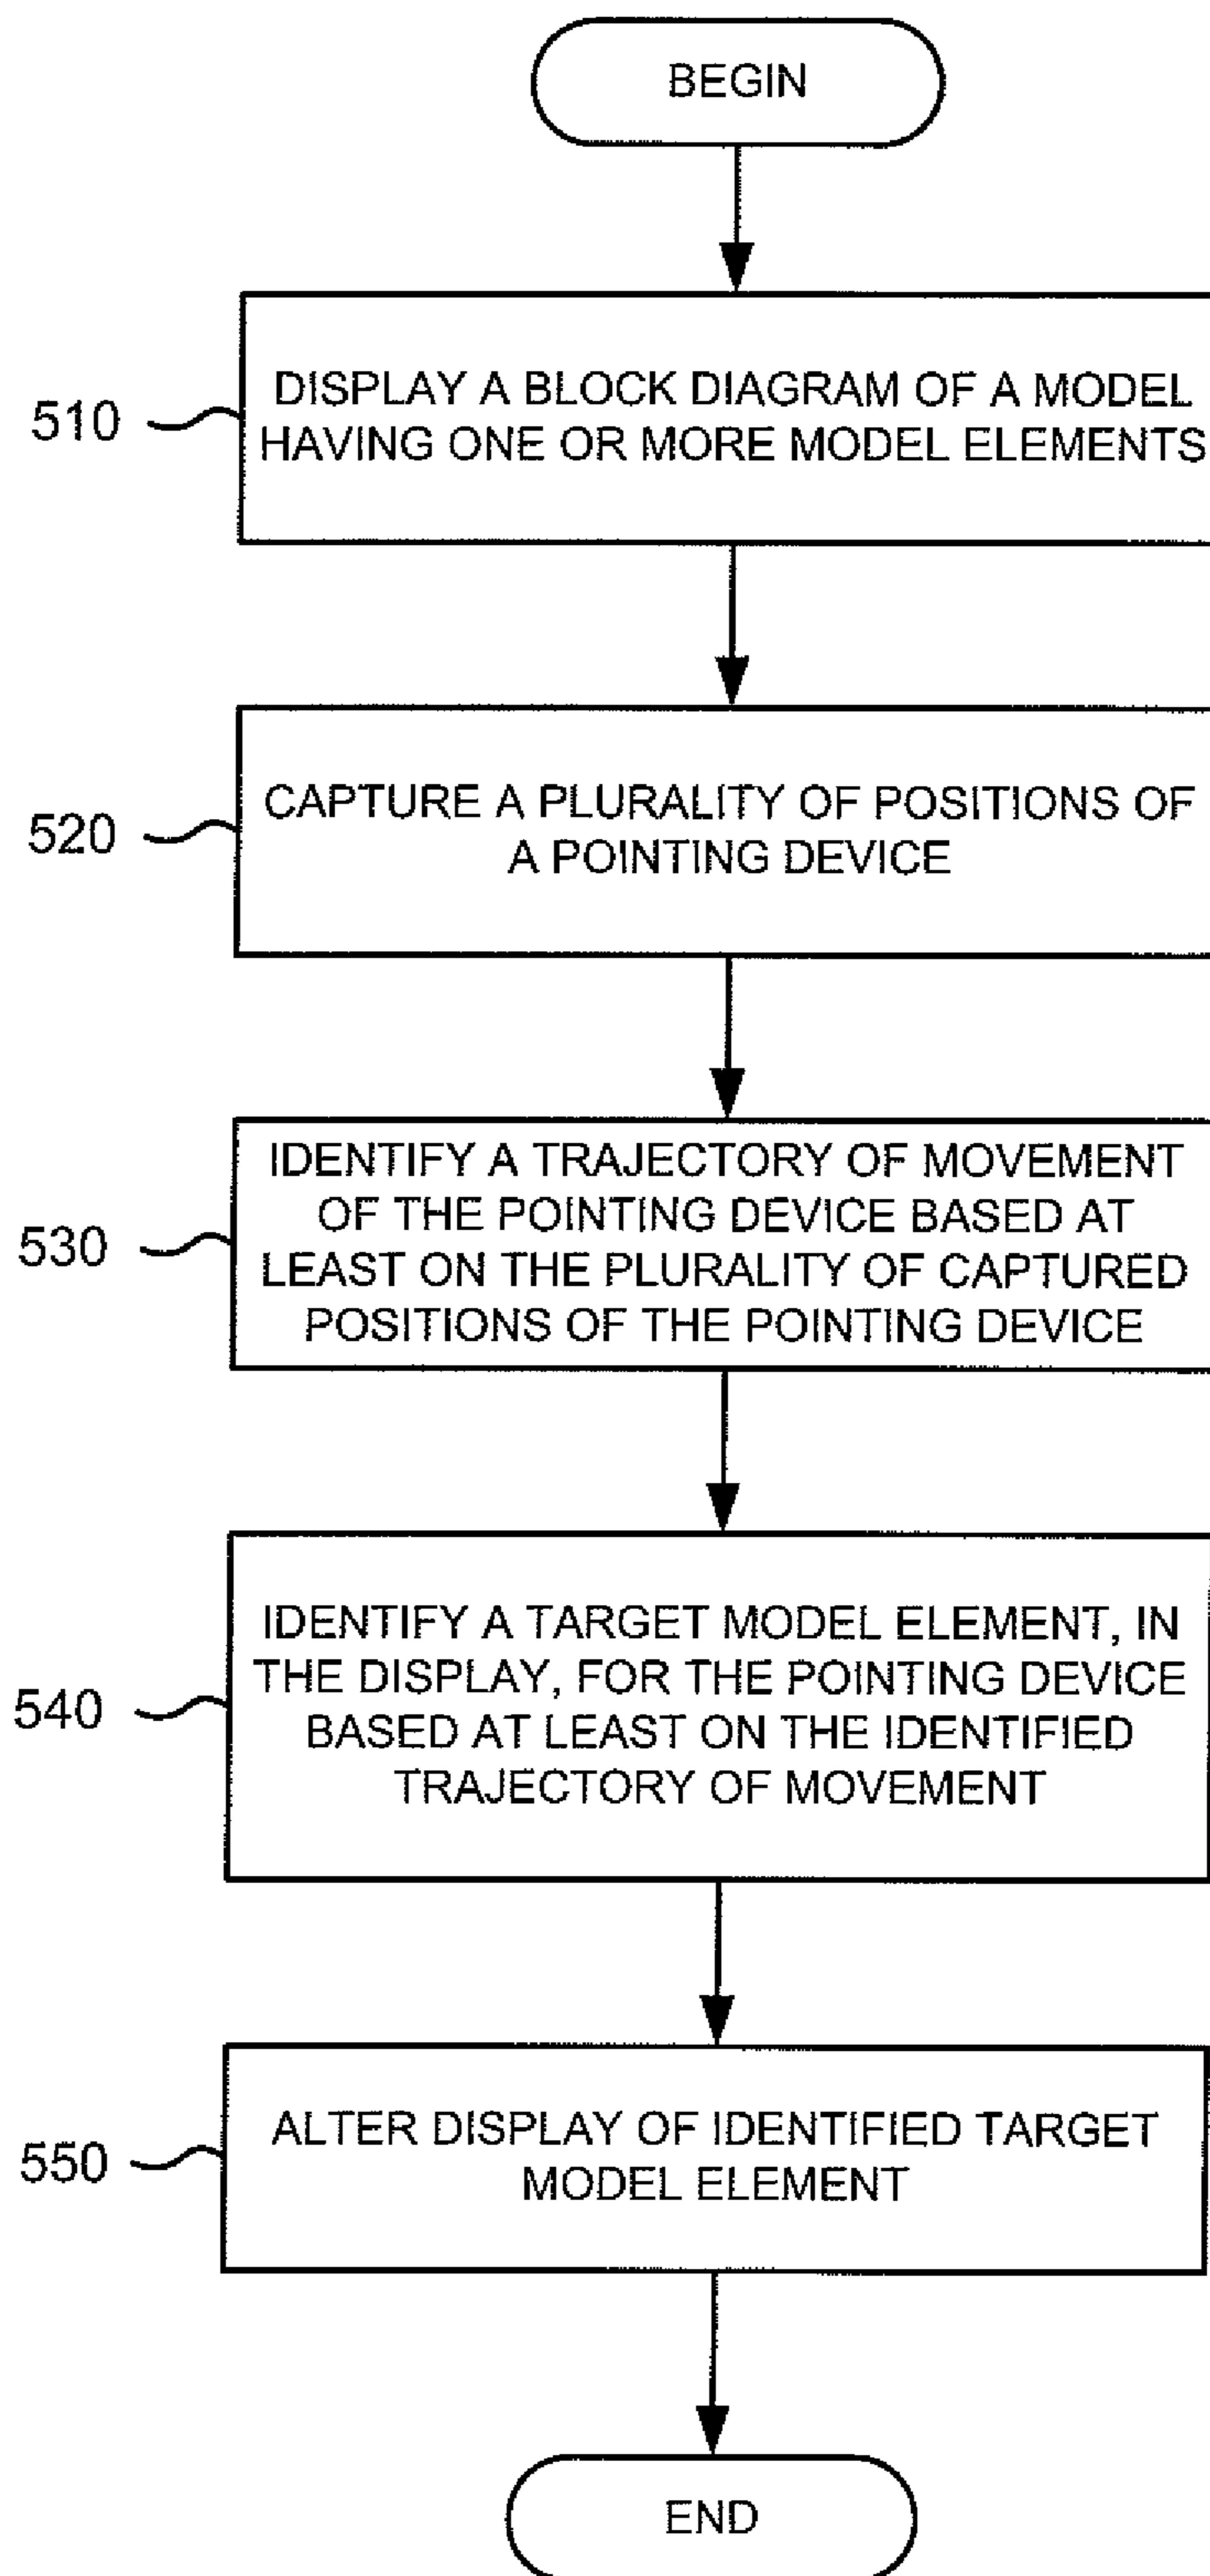 BEGIN
510
DISPLAY A BLOCK DIAGRAM OF A MODEL
HAVING ONE OR MORE MODEL ELEMENTS
520
CAPTURE A PLURALITY OF POSITIONS OF
A POINTING DEVICE
530
IDENTIFY A TRAJECTORY OF MOVEMENT
OF THE POINTING DEVICE BASED AT
LEAST ON THE PLURALITY OF CAPTURED
POSITIONS OF THE POINTING DEVICE
540
IDENTIFY A TARGET MODEL ELEMENT, IN
THE DISPLAY, FOR THE POINTING DEVICE
BASED AT LEAST ON THE IDENTIFIED
TRAJECTORY OF MOVEMENT
550
ALTER DISPLAY OF IDENTIFIED TARGET
MODEL ELEMENT
END